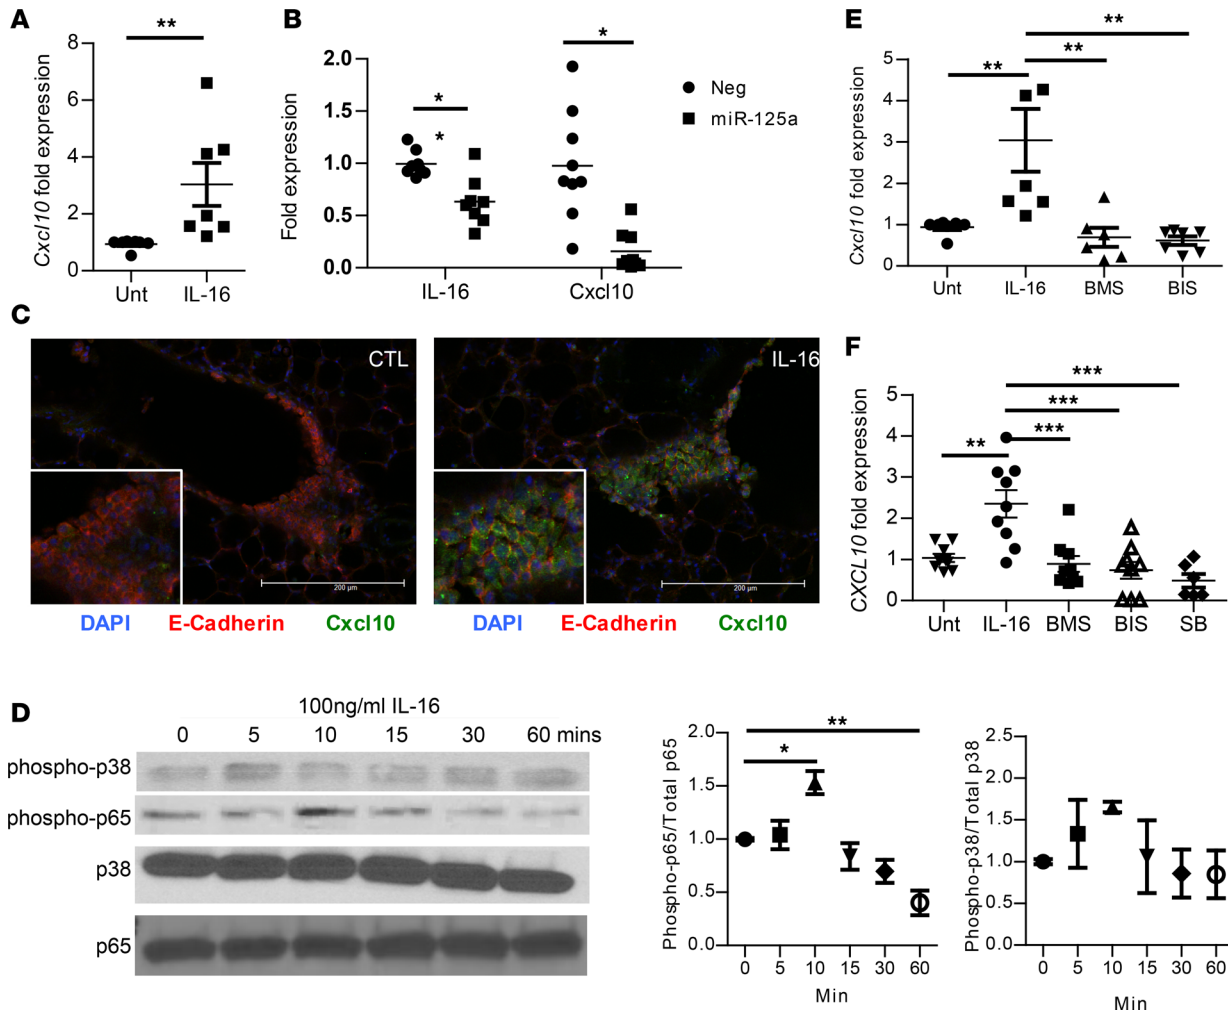 A
**
8
6
4
2
0
Cxcl10 fold expression
Unt
IL-16
B
2.0
1.5
1.0
0.5
0.0
Fold expression
*
*
*
Neg
miR-125a
IL-16
Cxcl10
C
CTL
200 µm
DAPI
E-Cadherin
Cxcl10
IL-16
200 µm
DAPI
E-Cadherin
Cxcl10
D
100ng/ml IL-16
0 5 10 15 30 60 mins
phospho-p38
phospho-p65
p38
p65
Phospho-p65/Total p65
2.0
1.5
1.0
0.5
0.0
**
*
0 5 10 15 30 60
Min
Phospho-p38/Total p38
2.5
2.0
1.5
1.0
0.5
0.0
0 5 10 15 30 60
Min
E
**
**
**
5
4
3
2
1
0
Cxcl10 fold expression
Unt
IL-16
BMS
BIS
F
***
***
***
**
5
4
3
2
1
0
CXCL10 fold expression
Unt
IL-16
BMS
BIS
SB